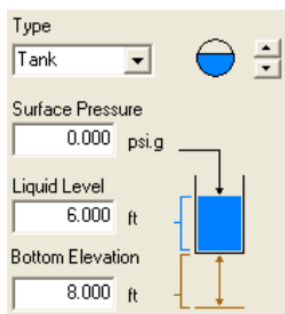 Type
Tank
Surface Pressure
0.000 psi.g
Liquid Level
6.000 ft
Bottom Elevation
8.000 ft